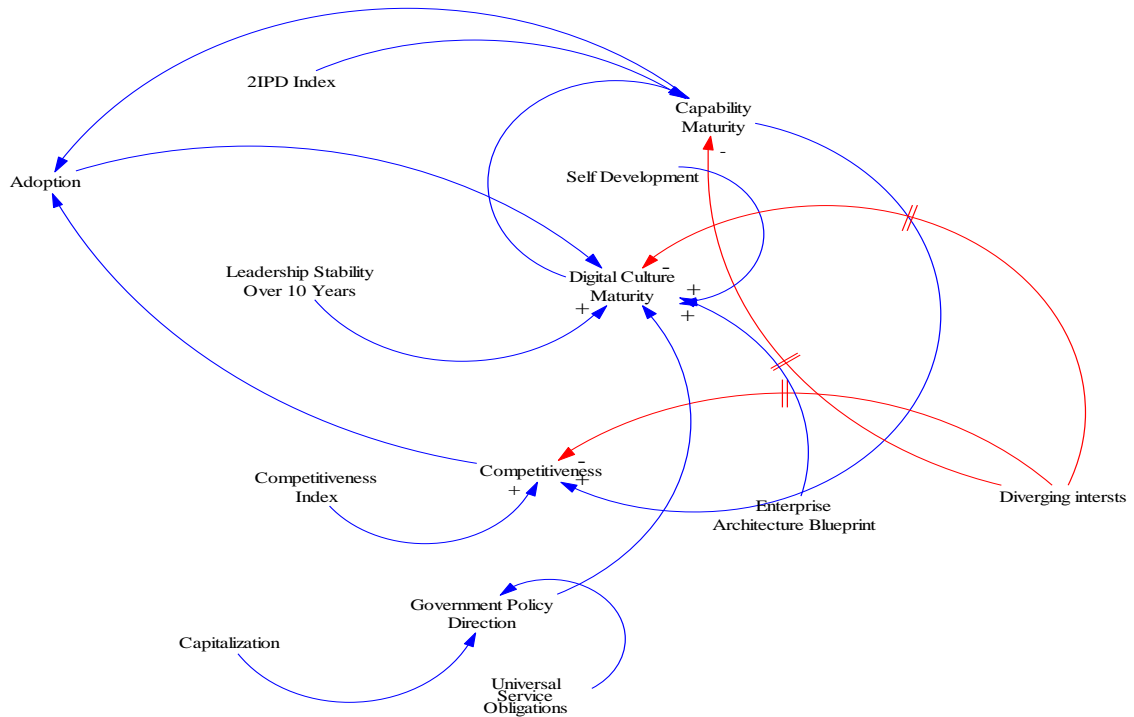 2IPD Index
Capability
Maturity
-
Adoption
Self Development
Leadership Stability
Over 10 Years
Digital Culture
Maturity
-
+
+
+
Competitiveness
-
+
+
Competitiveness
Index
Enterprise
Architecture Blueprint
Diverging intersts
Government Policy
Direction
Capitalization
Universal
Service
Obligations